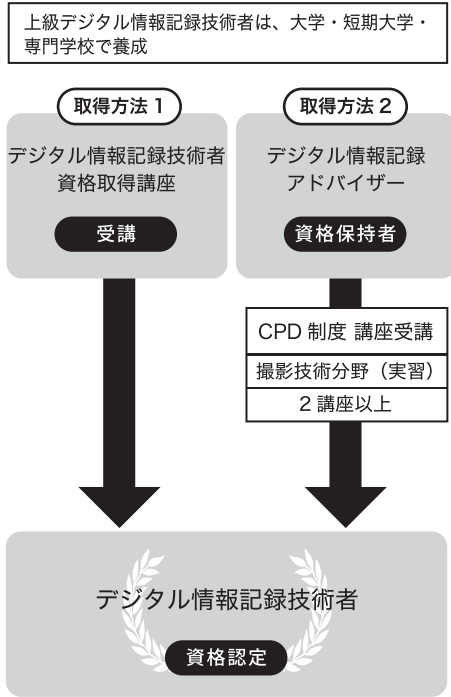 上級デジタル情報記録技術者は、大学・短期大学・
専門学校で養成
取得方法 1
デジタル情報記録技術者
資格取得講座
受講
取得方法 2
デジタル情報記録
アドバイザー
資格保持者
CPD 制度 講座受講
撮影技術分野（実習）
2 講座以上
デジタル情報記録技術者
資格認定